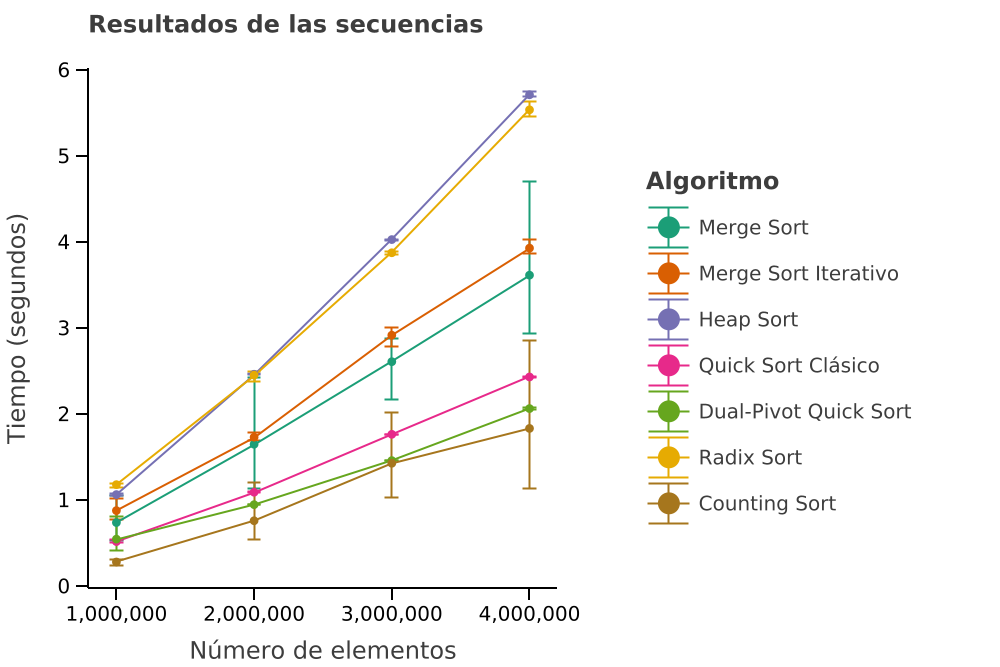 Resultados de las secuencias
6
5
4
3
2
1
0
Tiempo (segundos)
1,000,000
2,000,000
3,000,000
4,000,000
Número de elementos
Algoritmo
Merge Sort
Merge Sort Iterativo
Heap Sort
Quick Sort Clásico
Dual-Pivot Quick Sort
Radix Sort
Counting Sort